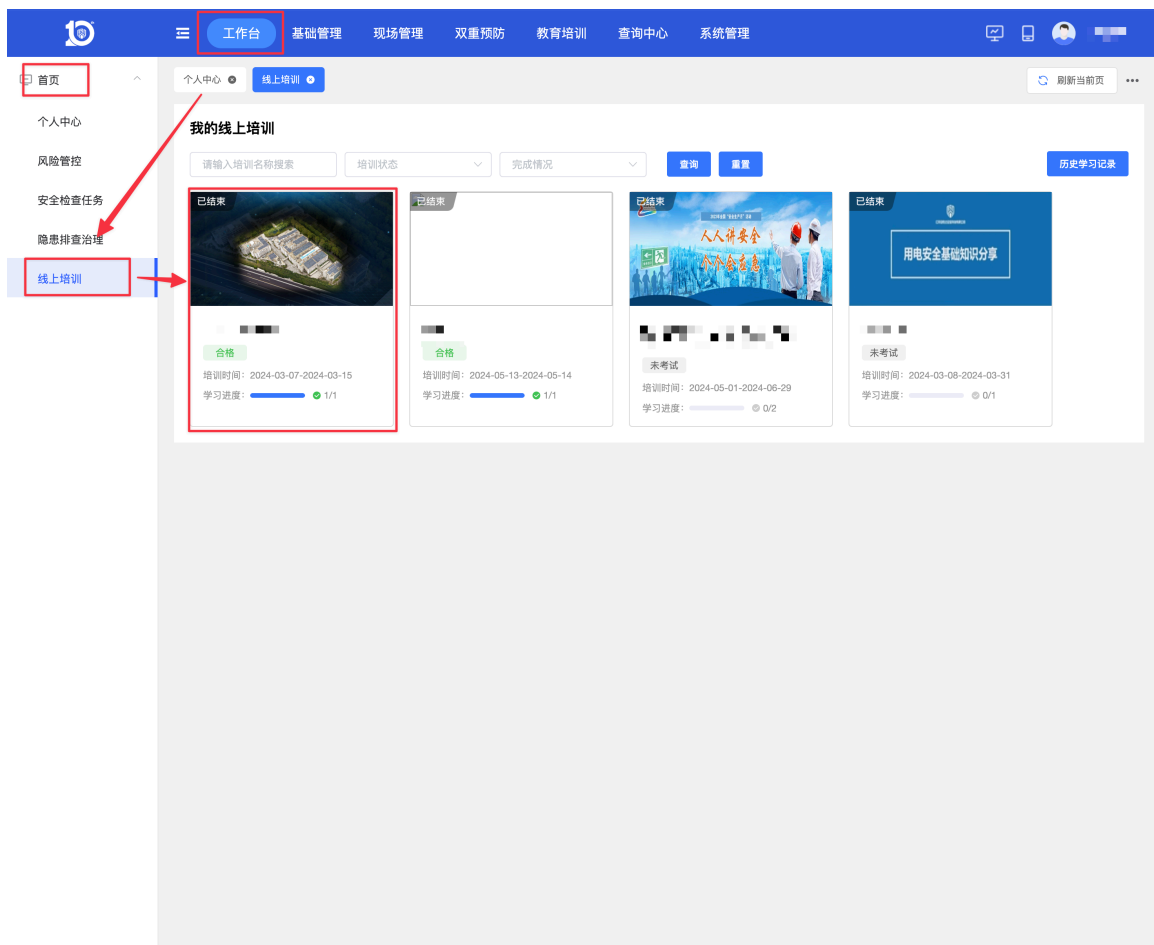 工作台 基础管理 现场管理 双重预防 教育培训 查询中心 系统管理
首页
个人中心
风险管控
安全检查任务
隐患排查治理
线上培训
个人中心 线上培训 刷新当前页
我的线上培训
请输入培训名称搜索 培训状态 完成情况 查询 重置 历史学习记录
已结束
合格
培训时间：2024-03-07-2024-03-15
学习进度： 1/1
已结束
合格
培训时间：2024-05-13-2024-05-14
学习进度： 1/1
已结束
人人讲安全
个个会应急
未考试
培训时间：2024-05-01-2024-06-29
学习进度： 0/2
已结束
用电安全基础知识分享
未考试
培训时间：2024-03-08-2024-03-31
学习进度： 0/1